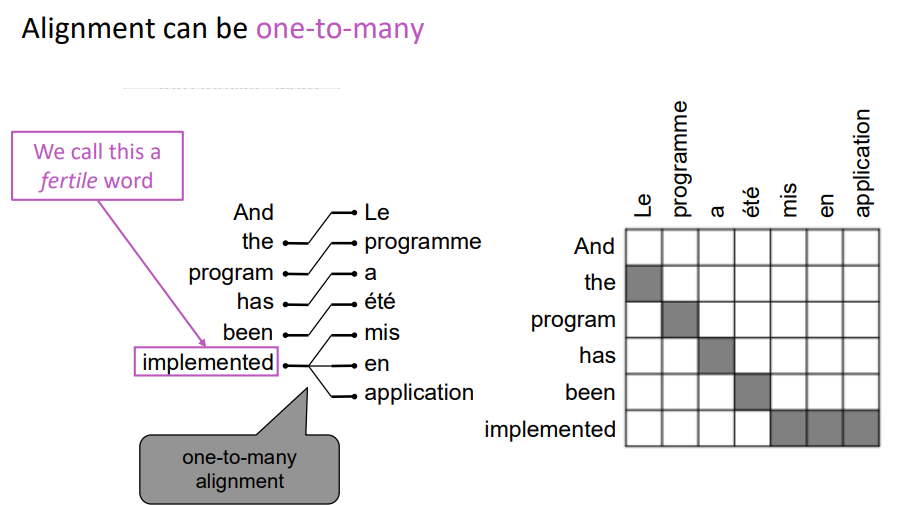 Alignment can be one-to-many
We call this a
fertile word
And
the
program
has
been
implemented
Le
programme
a
été
mis
en
application
one-to-many
alignment
Le
programme
a
été
mis
en
application
And
the
program
has
been
implemented